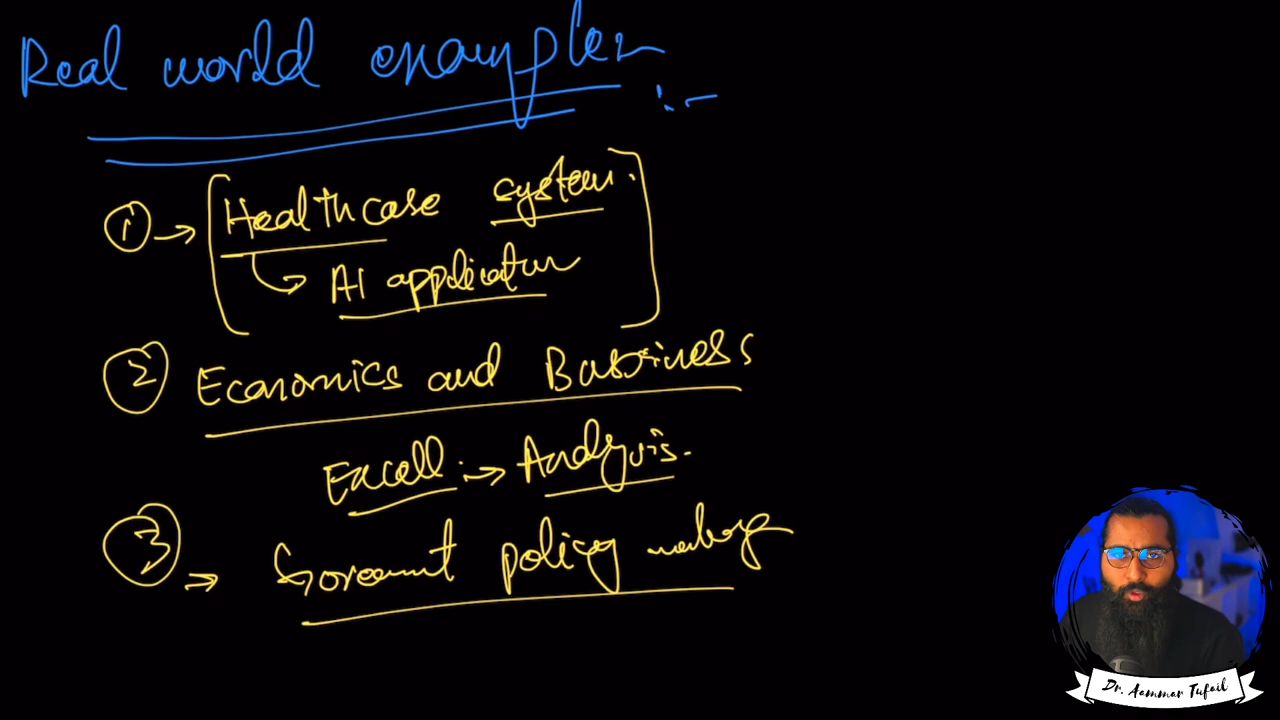 Real world examples :-
① → [Healthcare system.
↳ AI application]
② Economics and Bussiness
Excell :→ Analysis.
③ ⇒ Government policy making
Dr. Aammar Tufail